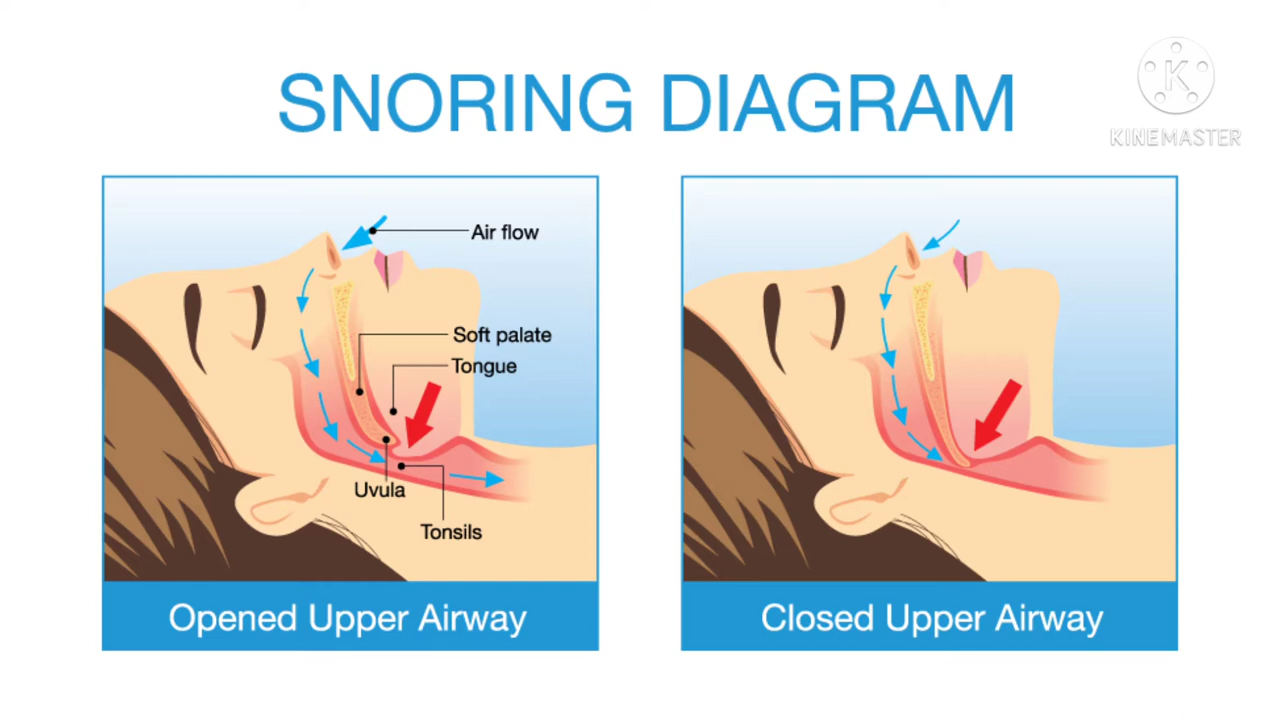 SNORING DIAGRAM
K
KINEMASTER
Air flow
Soft palate
Tongue
Uvula
Tonsils
Opened Upper Airway
Closed Upper Airway